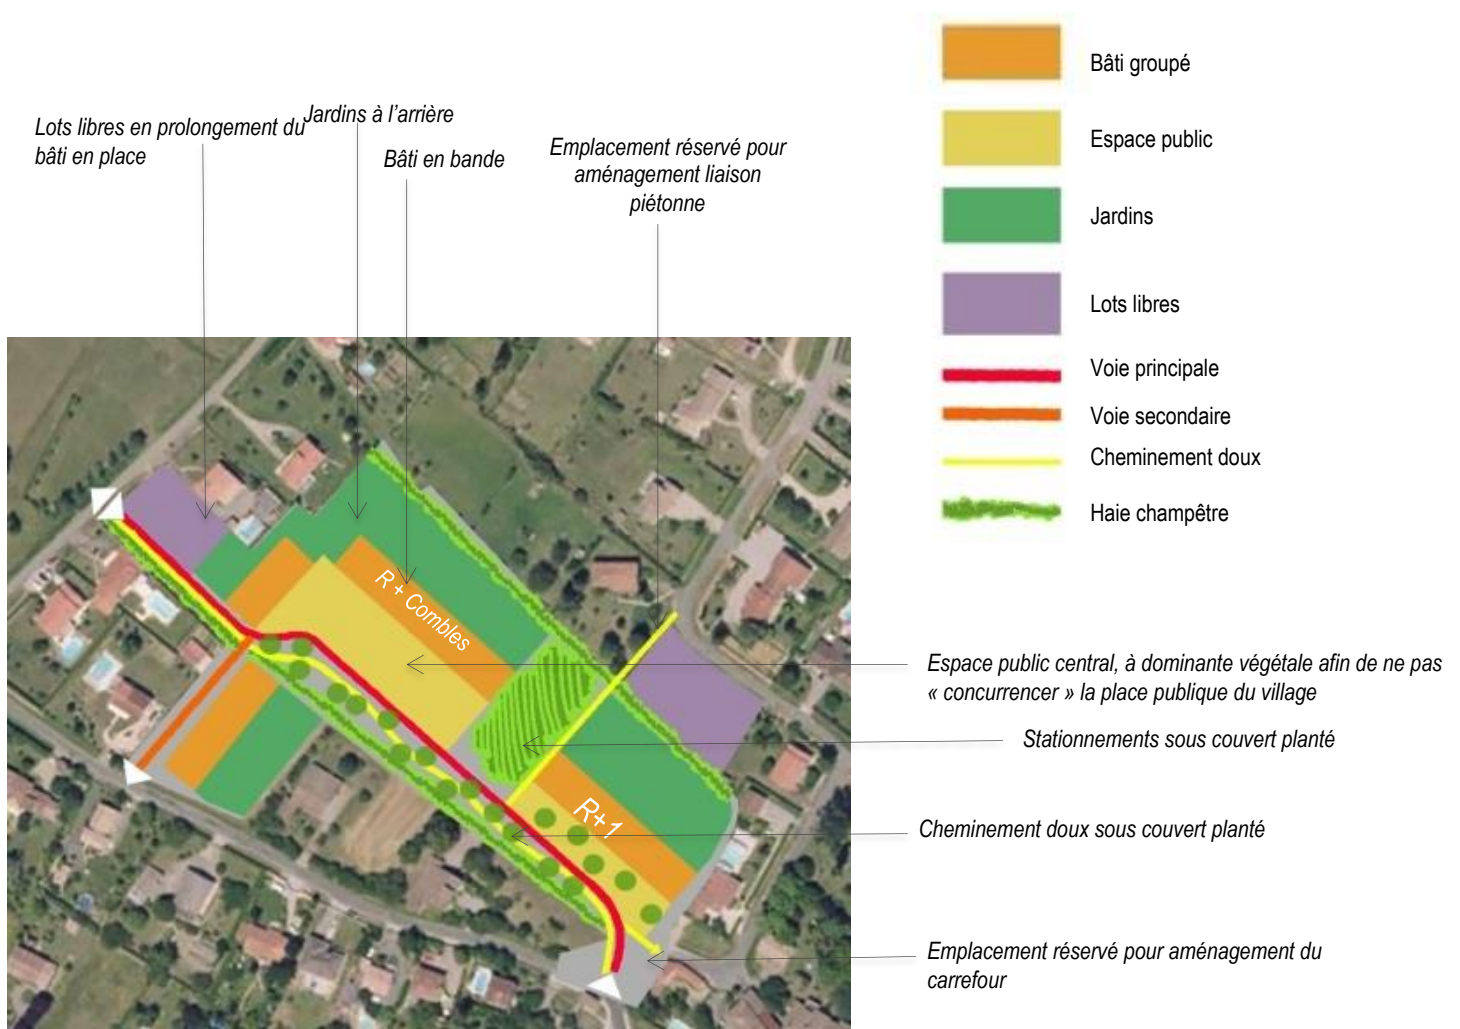 Bâti groupé
Espace public
Jardins
Lots libres
Voie principale
Voie secondaire
Cheminement doux
Haie champêtre
Lots libres en prolongement du
bâti en place
Jardins à l'arrière
Bâti en bande
Emplacement réservé pour
aménagement liaison
piétonne
R + Combles
R+1
Espace public central, à dominante végétale afin de ne pas
« concurrencer » la place publique du village
Stationnements sous couvert planté
Cheminement doux sous couvert planté
Emplacement réservé pour aménagement du
carrefour